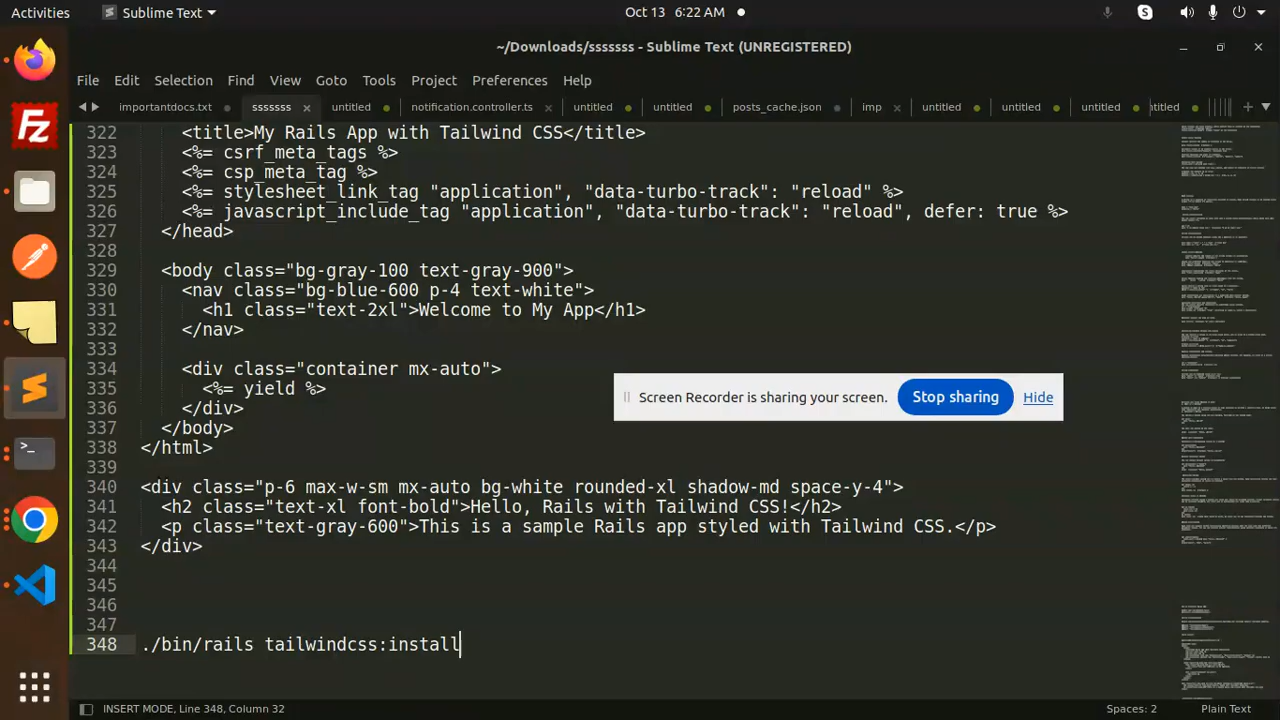 Activities
Sublime Text
Oct 13 6:22 AM
~/Downloads/sssssss - Sublime Text (UNREGISTERED)
File Edit Selection Find View Goto Tools Project Preferences Help
importantdocs.txt sssssss untitled notification.controller.ts untitled untitled posts_cache.json imp untitled untitled untitled ntitled
322 <title>My Rails App with Tailwind CSS</title>
323 <%= csrf_meta_tags %>
324 <%= csp_meta_tag %>
325 <%= stylesheet_link_tag "application", "data-turbo-track": "reload" %>
326 <%= javascript_include_tag "application", "data-turbo-track": "reload", defer: true %>
327 </head>
328
329 <body class="bg-gray-100 text-gray-900">
330 <nav class="bg-blue-600 p-4 text-white">
331 <h1 class="text-2xl">Welcome to My App</h1>
332 </nav>
333
334 <div class="container mx-auto">
335 <%= yield %>
336 </div>
337 </body>
338 </html>
339
340 <div class="p-6 max-w-sm mx-auto bg-white rounded-xl shadow-md space-y-4">
341 <h2 class="text-xl font-bold">Hello, Rails with Tailwind CSS!</h2>
342 <p class="text-gray-600">This is a sample Rails app styled with Tailwind CSS.</p>
343 </div>
344
345
346
347
348 ./bin/rails tailwindcss:install
Screen Recorder is sharing your screen.
Stop sharing
Hide
INSERT MODE, Line 348, Column 32
Spaces: 2
Plain Text